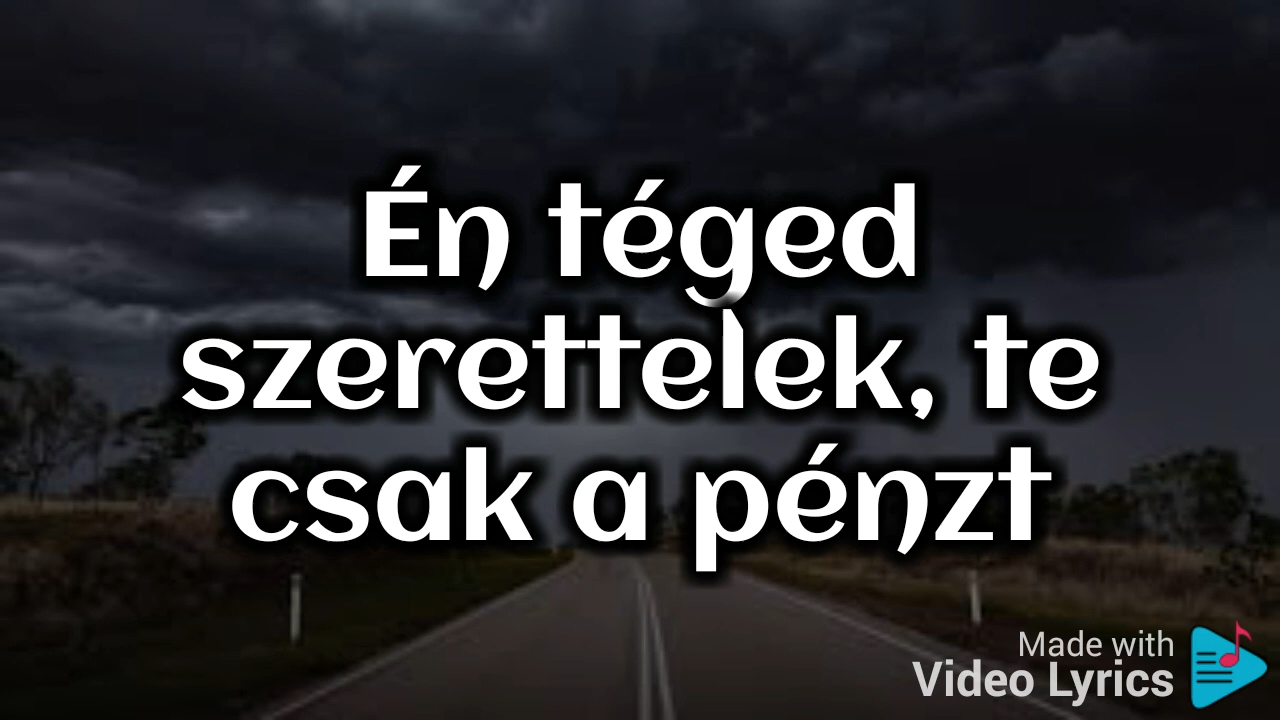 Én téged
szerettelek, te
csak a pénzt
Made with
Video Lyrics